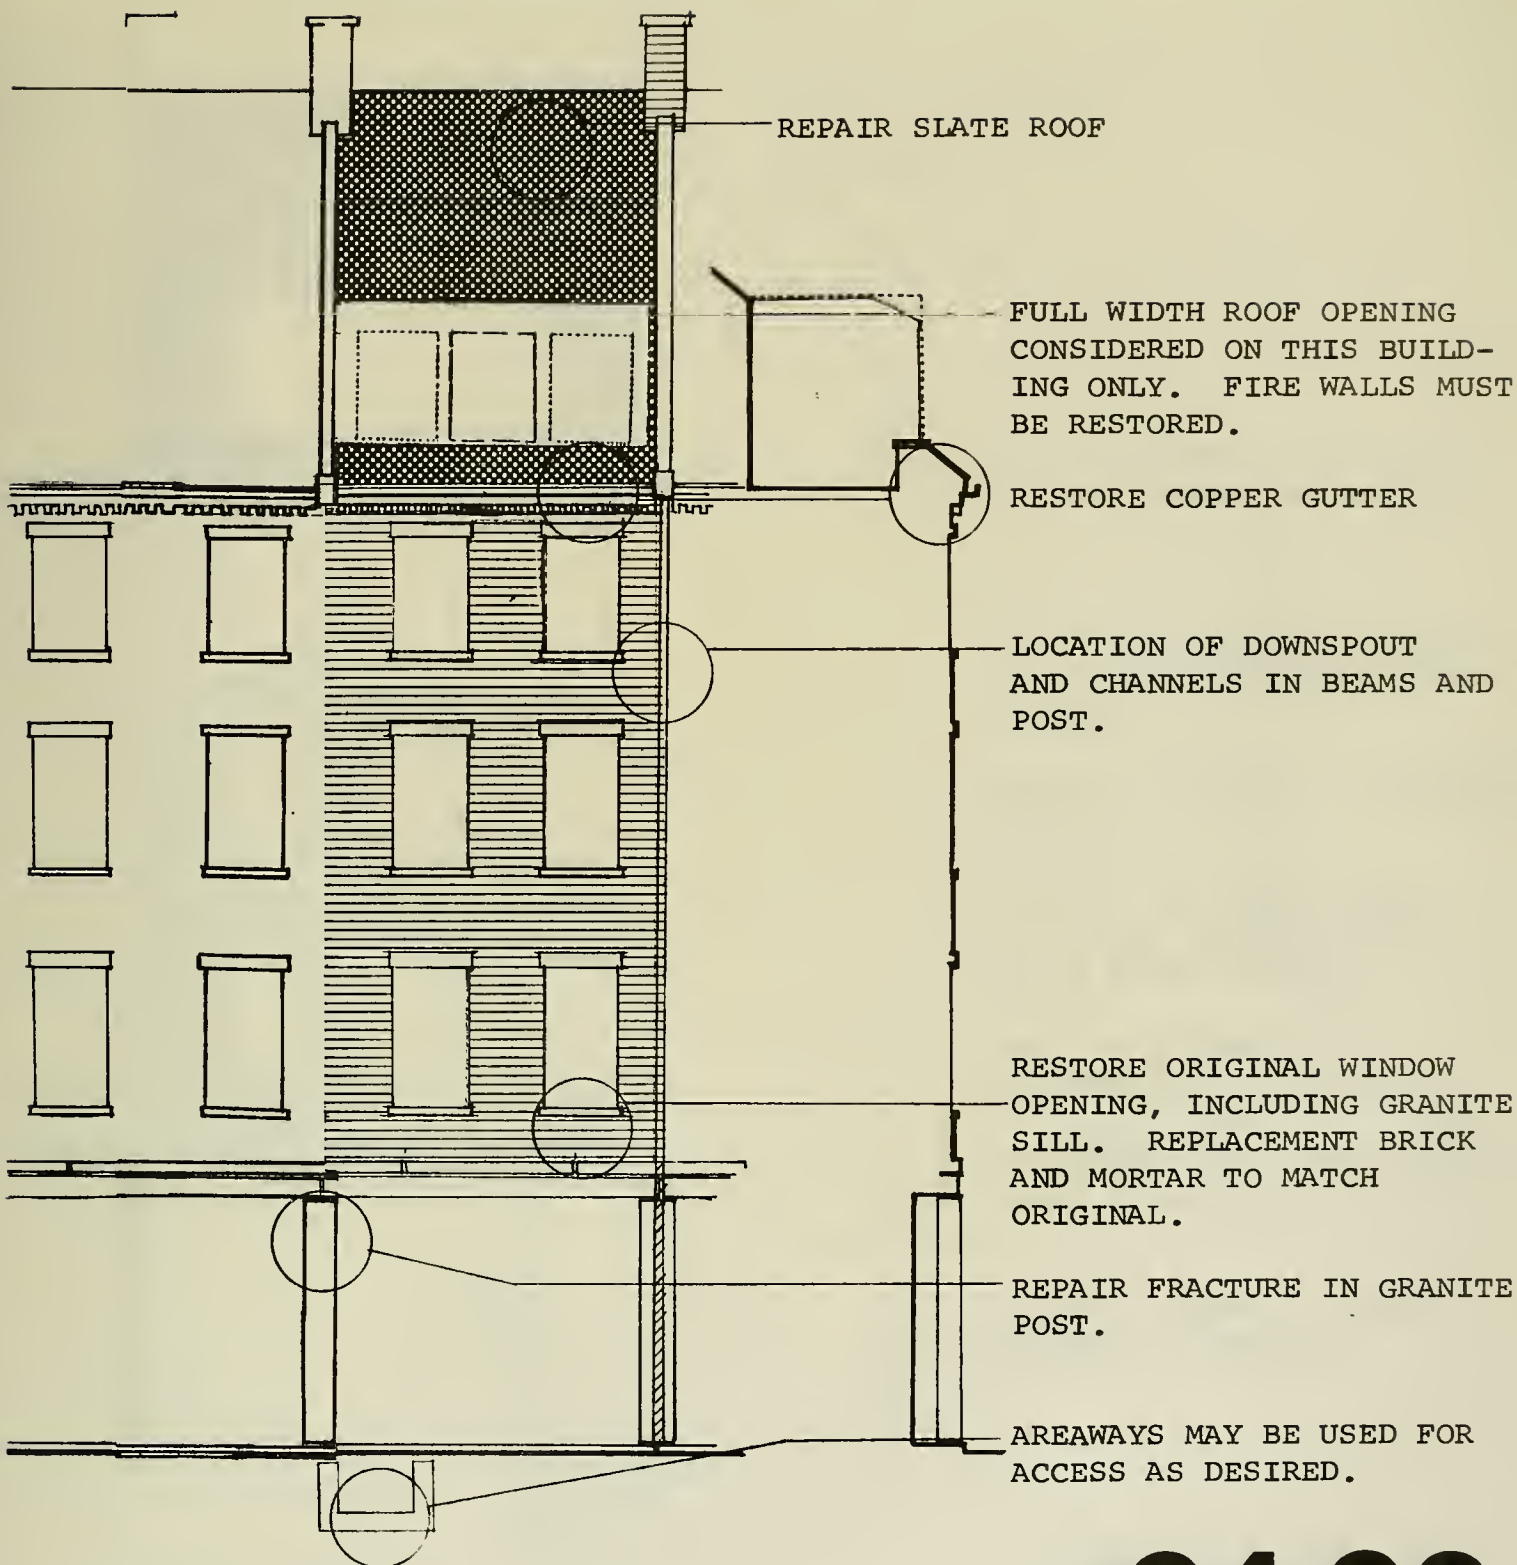 REPAIR SLATE ROOF
FULL WIDTH ROOF OPENING
CONSIDERED ON THIS BUILD-
ING ONLY. FIRE WALLS MUST
BE RESTORED.
RESTORE COPPER GUTTER
LOCATION OF DOWNSPOUT
AND CHANNELS IN BEAMS AND
POST.
RESTORE ORIGINAL WINDOW
OPENING, INCLUDING GRANITE
SILL. REPLACEMENT BRICK
AND MORTAR TO MATCH
ORIGINAL.
REPAIR FRACTURE IN GRANITE
POST.
AREAWAYS MAY BE USED FOR
ACCESS AS DESIRED.